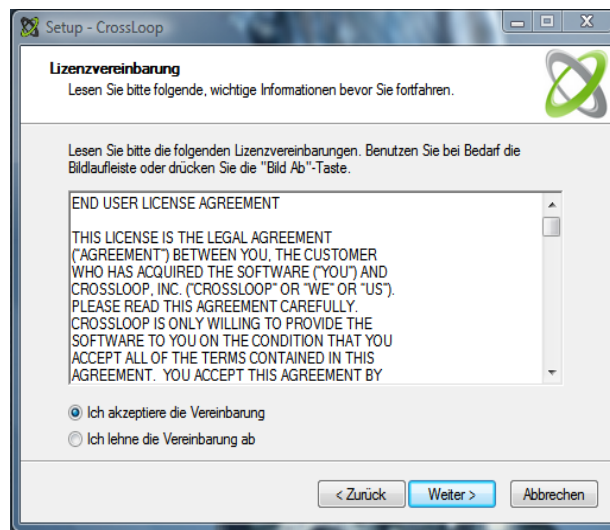 Setup - CrossLoop
Lizenzvereinbarung
Lesen Sie bitte folgende, wichtige Informationen bevor Sie fortfahren.
Lesen Sie bitte die folgenden Lizenzvereinbarungen. Benutzen Sie bei Bedarf die
Bildlaufleiste oder drücken Sie die "Bild Ab"-Taste.
END USER LICENSE AGREEMENT
THIS LICENSE IS THE LEGAL AGREEMENT
("AGREEMENT") BETWEEN YOU, THE CUSTOMER
WHO HAS ACQUIRED THE SOFTWARE ("YOU") AND
CROSSLOOP, INC. ("CROSSLOOP" OR "WE" OR "US").
PLEASE READ THIS AGREEMENT CAREFULLY.
CROSSLOOP IS ONLY WILLING TO PROVIDE THE
SOFTWARE TO YOU ON THE CONDITION THAT YOU
ACCEPT ALL OF THE TERMS CONTAINED IN THIS
AGREEMENT.  YOU ACCEPT THIS AGREEMENT BY
Ich akzeptiere die Vereinbarung
Ich lehne die Vereinbarung ab
< Zurück Weiter > Abbrechen